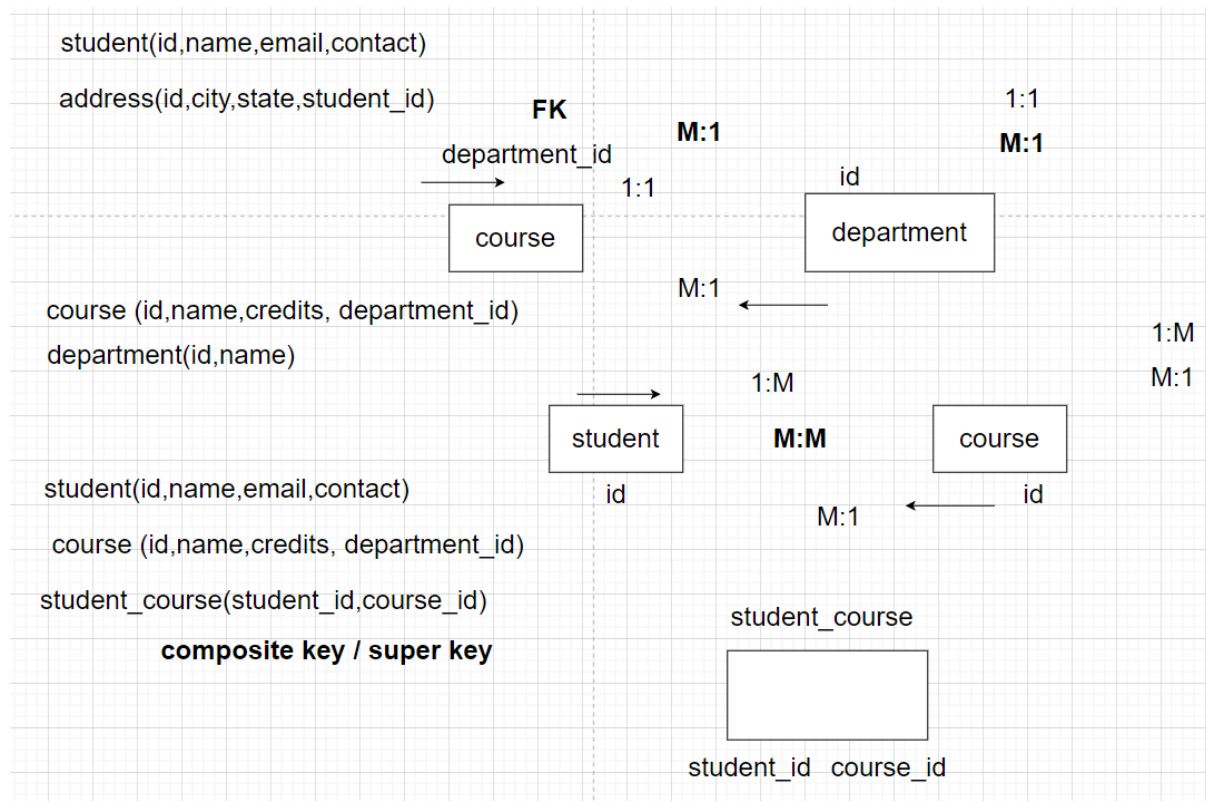 student(id,name,email,contact)
address(id,city,state,student_id)
FK
M:1
1:1
M:1
department_id
1:1
id
course
department
M:1
course (id,name,credits, department_id)
department(id,name)
1:M
M:1
1:M
student
M:M
course
student(id,name,email,contact)
id
id
M:1
course (id,name,credits, department_id)
student_course(student_id,course_id)
student_course
composite key / super key
student_id course_id